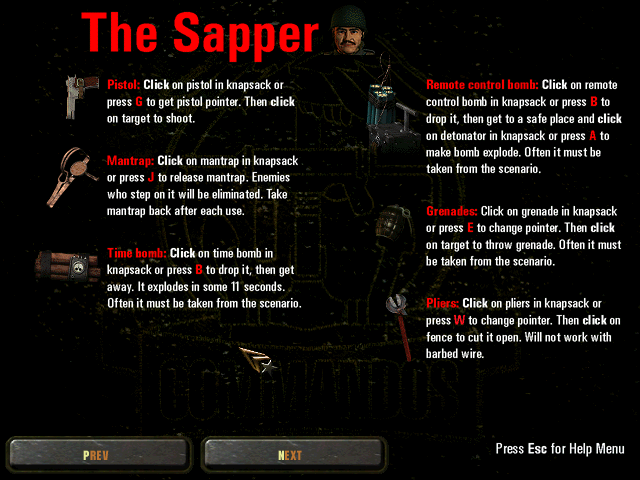 The Sapper
Pistol: Click on pistol in knapsack or
press G to get pistol pointer. Then click
on target to shoot.
Mantrap: Click on mantrap in knapsack
or press J to release mantrap. Enemies
who step on it will be eliminated. Take
mantrap back after each use.
Time bomb: Click on time bomb in
knapsack or press B to drop it, then get
away. It explodes in some 11 seconds.
Often it must be taken from the scenario.
Remote control bomb: Click on remote
control bomb in knapsack or press B to
drop it, then get to a safe place and click
on detonator in knapsack or press A to
make bomb explode. Often it must be
taken from the scenario.
Grenades: Click on grenade in knapsack
or press E to change pointer. Then click
on target to throw grenade. Often it must
be taken from the scenario.
Pliers: Click on pliers in knapsack or
press W to change pointer. Then click on
fence to cut it open. Will not work with
barbed wire.
COMMANDOS
PREV
NEXT
Press Esc for Help Menu